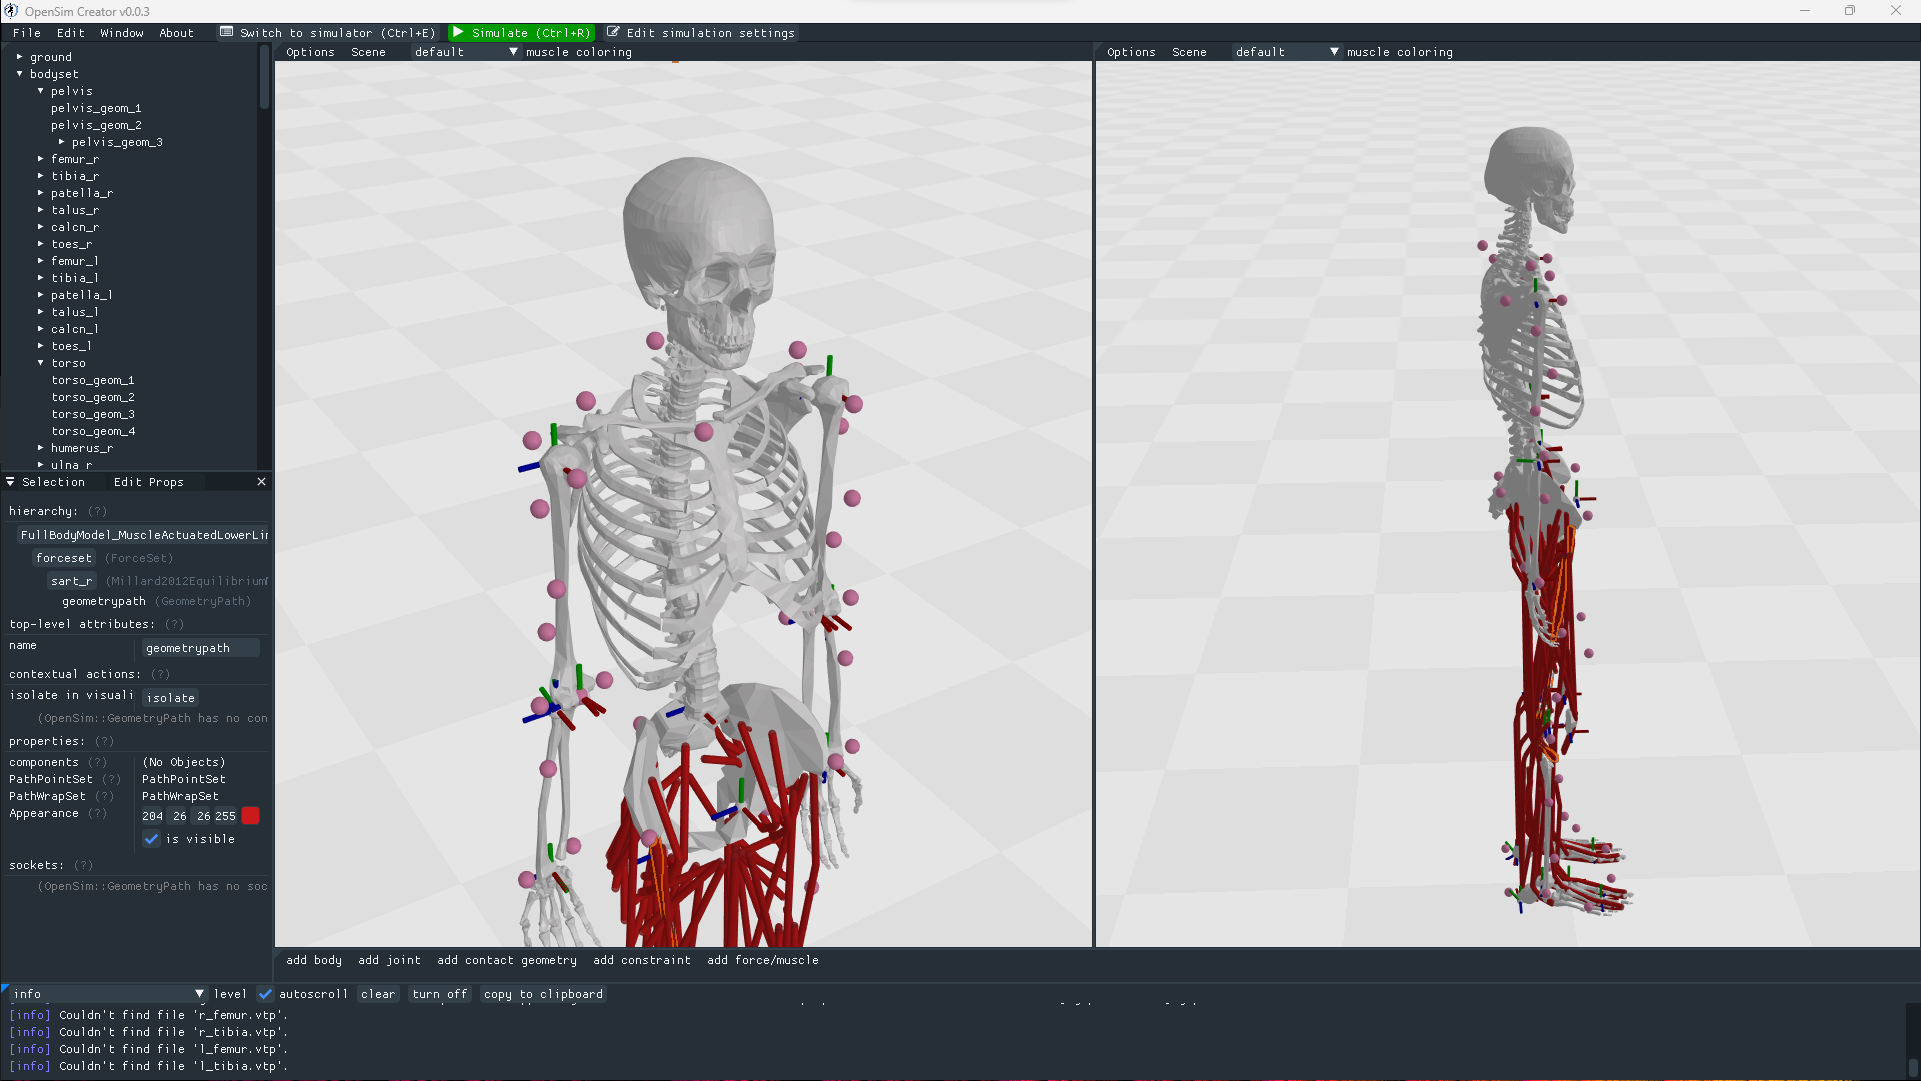 OpenSim Creator v0.0.3
File Edit Window About Switch to simulator (Ctrl+E) Simulate (Ctrl+R) Edit simulation settings
ground
bodyset
pelvis
pelvis_geom_1
pelvis_geom_2
pelvis_geom_3
femur_r
tibia_r
patella_r
talus_r
calcn_r
toes_r
femur_l
tibia_l
patella_l
talus_l
calcn_l
toes_l
torso
torso_geom_1
torso_geom_2
torso_geom_3
torso_geom_4
humerus_r
ulna_r
Selection Edit Props
hierarchy: (?)
FullBodyModel_MuscleActuatedLowerLi
forceset (ForceSet)
sart_r (Millard2012Equilibrium
geometrypath (GeometryPath)
top-level attributes: (?)
name geometrypath
contextual actions: (?)
isolate in visuali isolate
(OpenSim::GeometryPath has no con
properties: (?)
components (?) (No Objects)
PathPointSet (?) PathPointSet
PathWrapSet (?) PathWrapSet
Appearance (?) 204 26 26 255
is visible
sockets: (?)
(OpenSim::GeometryPath has no soc
Options Scene default muscle coloring
Options Scene default muscle coloring
add body add joint add contact geometry add constraint add force/muscle
info level autoscroll clear turn off copy to clipboard
[info] Couldn't find file 'r_femur.vtp'.
[info] Couldn't find file 'r_tibia.vtp'.
[info] Couldn't find file 'l_femur.vtp'.
[info] Couldn't find file 'l_tibia.vtp'.